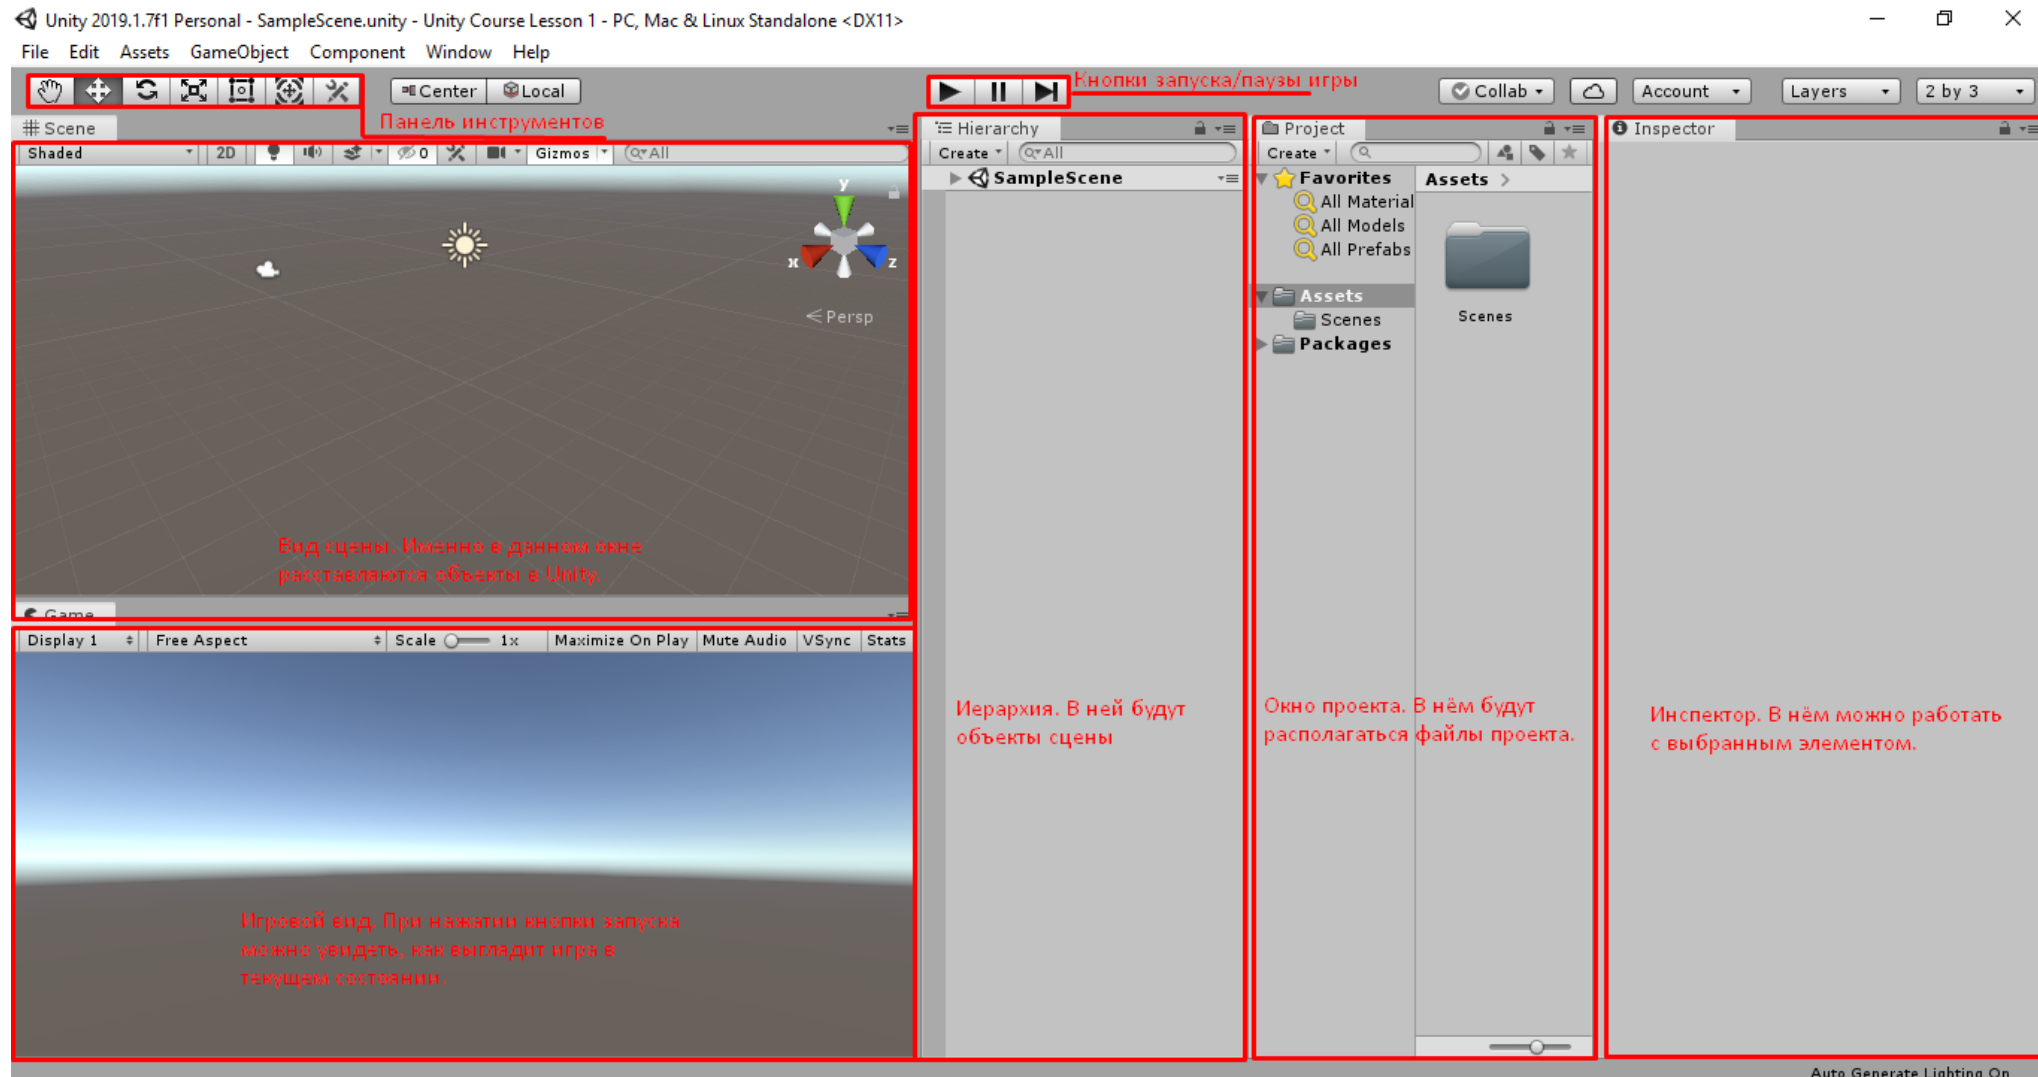 Unity 2019.1.7f1 Personal - SampleScene.unity - Unity Course Lesson 1 - PC, Mac & Linux Standalone <DX11>
File Edit Assets GameObject Component Window Help
Center Local
Кнопки запуска/паузы игры
Collab Account Layers 2 by 3
Панель инструментов
Scene
Shaded 2D 0 Gizmos All
y
x z
Persp
Вид сцены. Именно в данном окне
расставляются объекты в Unity.
Game
Display 1 Free Aspect Scale 1x Maximize On Play Mute Audio VSync Stats
Игровой вид. При нажатии кнопки запуска
можно увидеть, как выглядит игра в
текущем состоянии.
Hierarchy
Create All
SampleScene
Иерархия. В ней будут
объекты сцены
Project
Create
Favorites
All Material
All Models
All Prefabs
Assets
Scenes
Packages
Assets >
Scenes
Окно проекта. В нём будут
располагаться файлы проекта.
Inspector
Инспектор. В нём можно работать
с выбранным элементом.
Auto Generate Lighting On